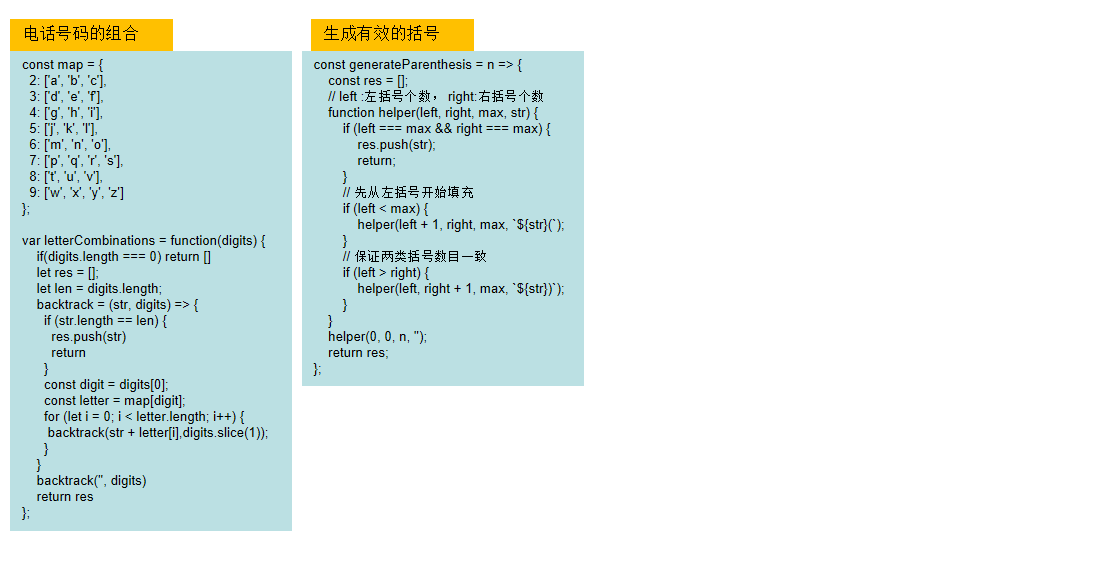 电话号码的组合
const map = {
2: ['a', 'b', 'c'],
3: ['d', 'e', 'f'],
4: ['g', 'h', 'i'],
5: ['j', 'k', 'l'],
6: ['m', 'n', 'o'],
7: ['p', 'q', 'r', 's'],
8: ['t', 'u', 'v'],
9: ['w', 'x', 'y', 'z']
};
var letterCombinations = function(digits) {
if(digits.length === 0) return []
let res = [];
let len = digits.length;
backtrack = (str, digits) => {
if (str.length == len) {
res.push(str)
return
}
const digit = digits[0];
const letter = map[digit];
for (let i = 0; i < letter.length; i++) {
backtrack(str + letter[i],digits.slice(1));
}
}
backtrack('', digits)
return res
};
生成有效的括号
const generateParenthesis = n => {
const res = [];
// left :左括号个数， right:右括号个数
function helper(left, right, max, str) {
if (left === max && right === max) {
res.push(str);
return;
}
// 先从左括号开始填充
if (left < max) {
helper(left + 1, right, max, `${str}(`);
}
// 保证两类括号数目一致
if (left > right) {
helper(left, right + 1, max, `${str})`);
}
}
helper(0, 0, n, '');
return res;
};